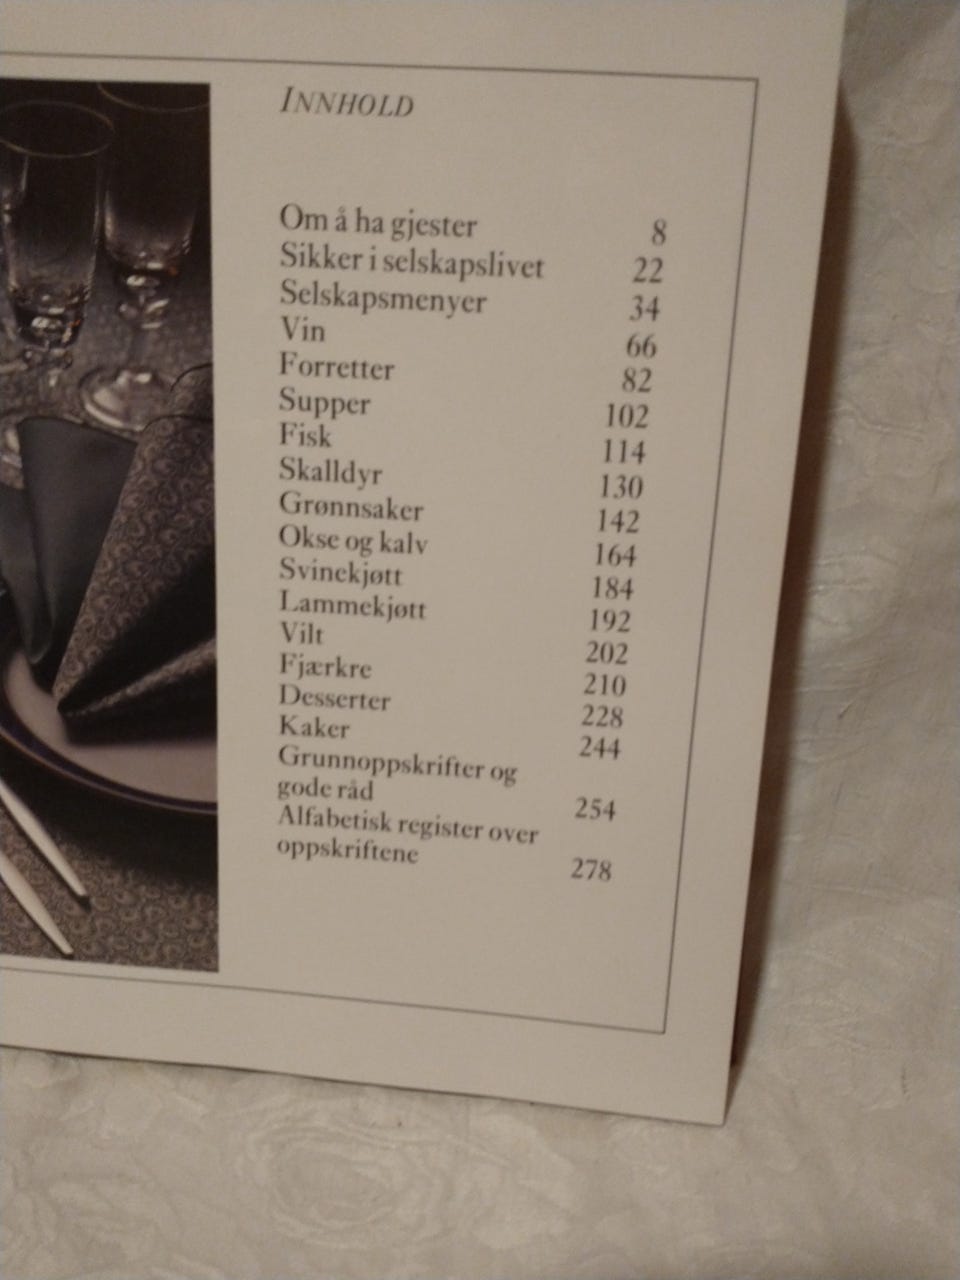 INNHOLD
Om å ha gjester 8
Sikker i selskapslivet 22
Selskapsmenyer 34
Vin 66
Forretter 82
Supper 102
Fisk 114
Skalldyr 130
Grønnsaker 142
Okse og kalv 164
Svinekjøtt 184
Lammekjøtt 192
Vilt 202
Fjærkre 210
Desserter 228
Kaker 244
Grunnoppskrifter og
gode råd 254
Alfabetisk register over
oppskriftene 278